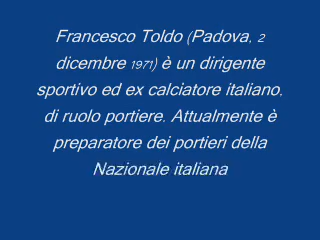 Francesco Toldo (Padova, 2
dicembre 1971) è un dirigente
sportivo ed ex calciatore italiano,
di ruolo portiere. Attualmente è
preparatore dei portieri della
Nazionale italiana